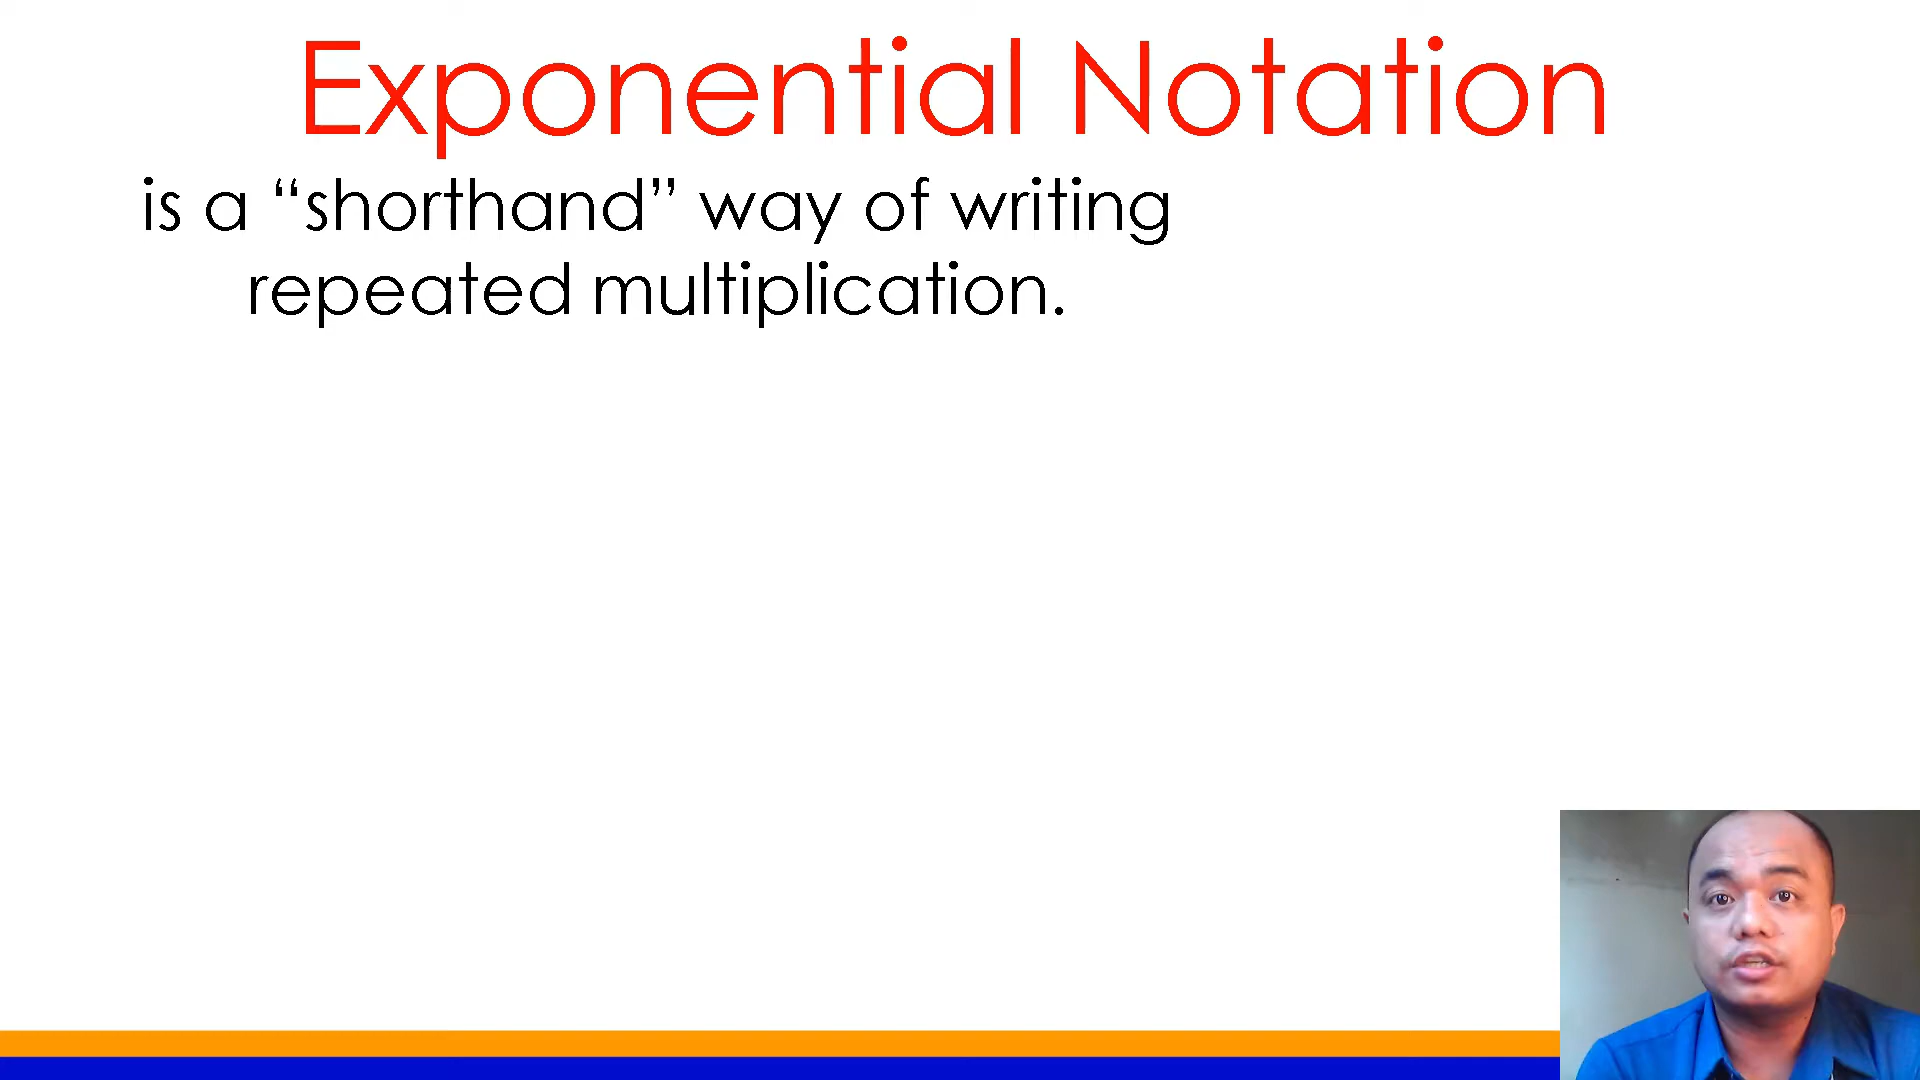 Exponential Notation
is a “shorthand” way of writing
repeated multiplication.